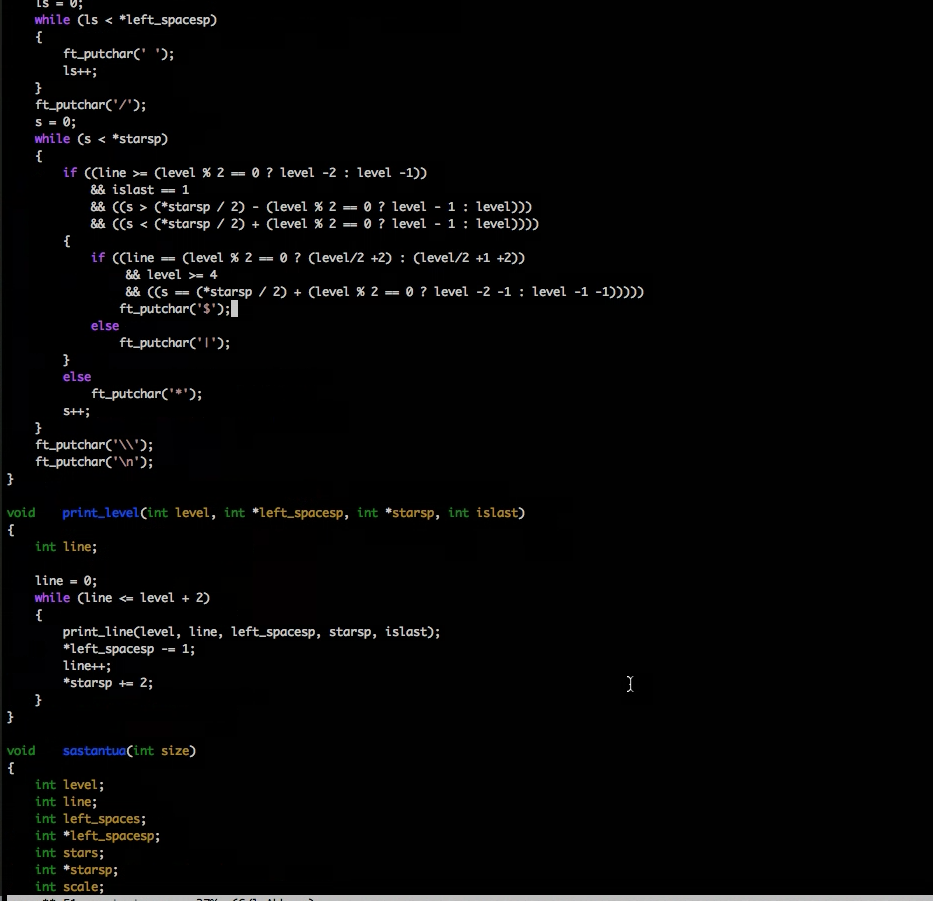 ls = 0;
while (ls < *left_spacesp)
{
ft_putchar(' ');
ls++;
}
ft_putchar('/');
s = 0;
while (s < *starsp)
{
if ((line >= (level % 2 == 0 ? level -2 : level -1))
&& islast == 1
&& ((s > (*starsp / 2) - (level % 2 == 0 ? level - 1 : level)))
&& ((s < (*starsp / 2) + (level % 2 == 0 ? level - 1 : level))))
{
if ((line == (level % 2 == 0 ? (level/2 +2) : (level/2 +1 +2))
&& level >= 4
&& ((s == (*starsp / 2) + (level % 2 == 0 ? level -2 -1 : level -1 -1)))))
ft_putchar('$');
else
ft_putchar('|');
}
else
ft_putchar('*');
s++;
}
ft_putchar('\\');
ft_putchar('\n');
}
void print_level(int level, int *left_spacesp, int *starsp, int islast)
{
int line;
line = 0;
while (line <= level + 2)
{
print_line(level, line, left_spacesp, starsp, islast);
*left_spacesp -= 1;
line++;
*starsp += 2;
}
}
void sastantua(int size)
{
int level;
int line;
int left_spaces;
int *left_spacesp;
int stars;
int *starsp;
int scale;